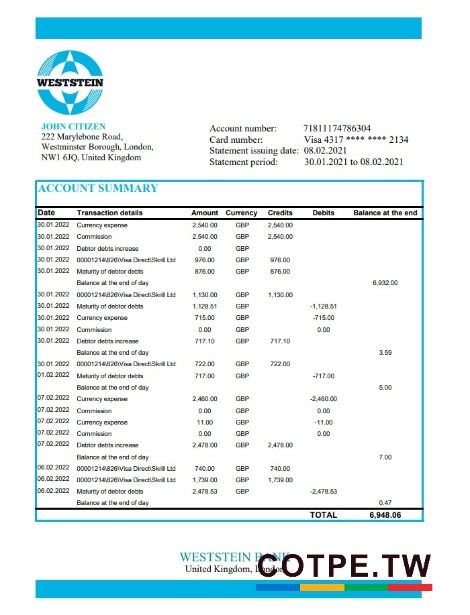 WESTSTEIN
JOHN CITIZEN
222 Marylebone Road,
Westminster Borough, London,
NW1 6JQ, United Kingdom
Account number: 71811174786304
Card number: Visa 4317 **** **** 2134
Statement issuing date: 08.02.2021
Statement period: 30.01.2021 to 08.02.2021
ACCOUNT SUMMARY
Date Transaction details Amount Currency Credits Debits Balance at the end
30.01.2022 Currency expense 2,540.00 GBP 2,540.00
30.01.2022 Commission 2,540.00 GBP 2,540.00
30.01.2022 Debtor debts increase 0.00 GBP
30.01.2022 00001214\826\Visa Direct\Skrill Ltd 976.00 GBP 976.00
30.01.2022 Maturity of debtor debts 876.00 GBP 876.00
Balance at the end of day 6,932.00
30.01.2022 00001214\826\Visa Direct\Skrill Ltd 1,130.00 GBP 1,130.00
30.01.2022 Maturity of debtor debts 1,128.51 GBP -1,128.51
30.01.2022 Currency expense 715.00 GBP -715.00
30.01.2022 Commission 0.00 GBP 0.00
30.01.2022 Debtor debts increase 717.10 GBP 717.10
Balance at the end of day 3.59
30.01.2022 00001214\826\Visa Direct\Skrill Ltd 722.00 GBP 722.00
01.02.2022 Maturity of debtor debts 717.00 GBP -717.00
Balance at the end of day 5.00
07.02.2022 Currency expense 2,460.00 GBP -2,460.00
07.02.2022 Commission 0.00 GBP 0.00
07.02.2022 Currency expense 11.00 GBP -11.00
07.02.2022 Commission 0.00 GBP 0.00
07.02.2022 Debtor debts increase 2,478.00 GBP 2,478.00
Balance at the end of day 7.00
06.02.2022 00001214\826\Visa Direct\Skrill Ltd 740.00 GBP 740.00
06.02.2022 00001214\826\Visa Direct\Skrill Ltd 1,739.00 GBP 1,739.00
06.02.2022 Maturity of debtor debts 2,478.53 GBP -2,478.53
Balance at the end of day 0.47
TOTAL 6,948.06
WESTSTEIN BANK
United Kingdom, London
COTPE.TW